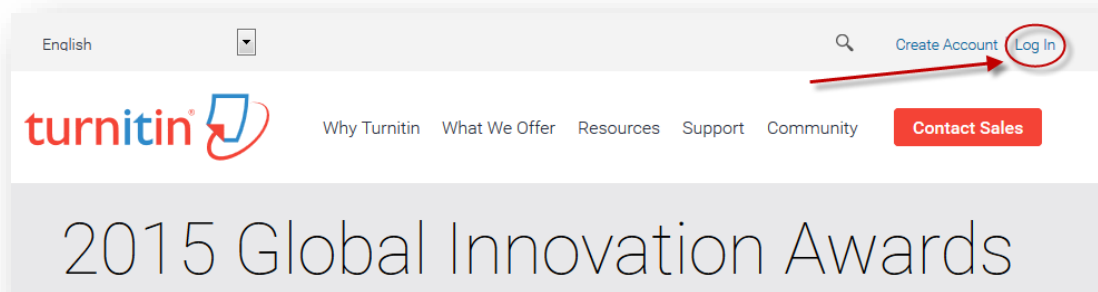 English
Create Account
Log In
turnitin®
Why Turnitin What We Offer Resources Support Community Contact Sales
2015 Global Innovation Awards